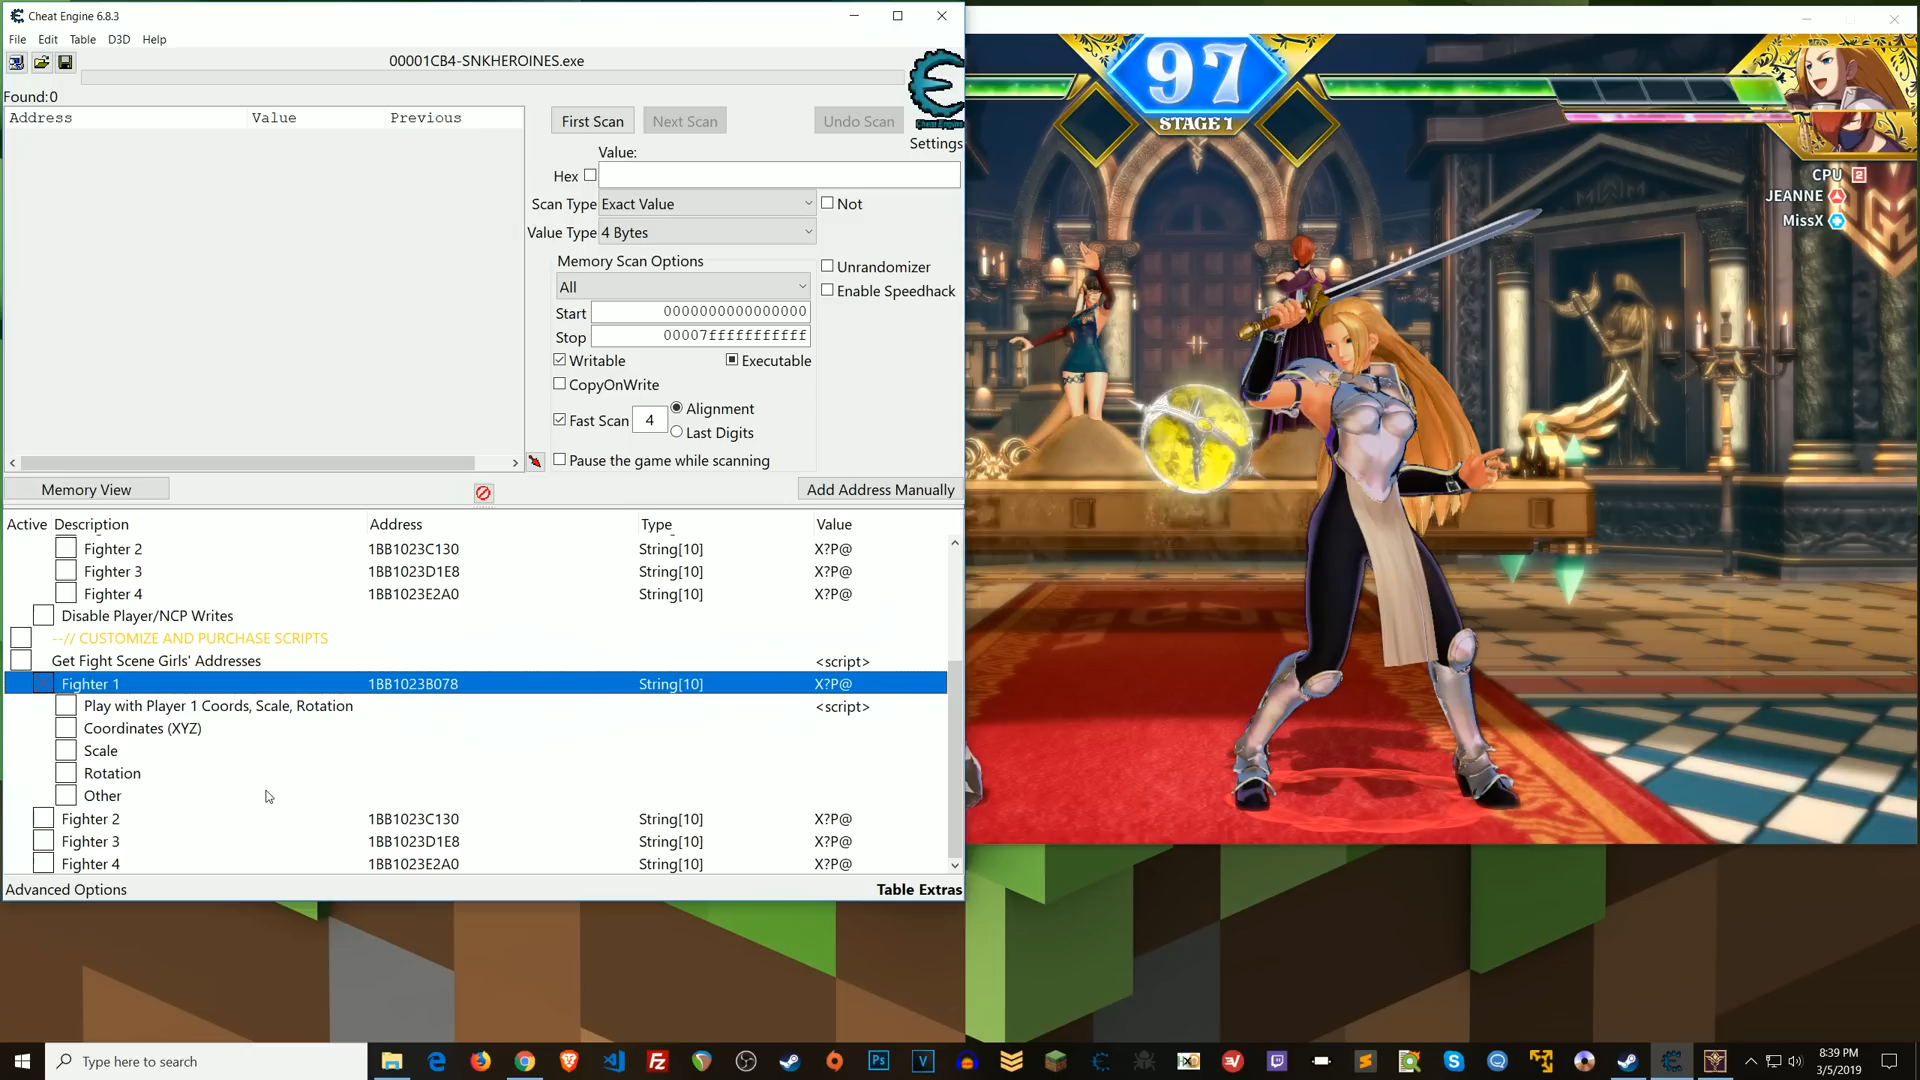 Cheat Engine 6.8.3
File Edit Table D3D Help
00001CB4-SNKHEROINES.exe
Found:0
Address Value Previous
First Scan Next Scan Undo Scan
Cheat Engine
Settings
Value:
Hex
Scan Type Exact Value Not
Value Type 4 Bytes
Memory Scan Options
All
Unrandomizer
Enable Speedhack
Start 0000000000000000
Stop 00007fffffffffff
Writable Executable
CopyOnWrite
Fast Scan 4 Alignment
Last Digits
Pause the game while scanning
Memory View Add Address Manually
Active Description Address Type Value
Fighter 2 1BB1023C130 String[10] X?P@
Fighter 3 1BB1023D1E8 String[10] X?P@
Fighter 4 1BB1023E2A0 String[10] X?P@
Disable Player/NCP Writes
--// CUSTOMIZE AND PURCHASE SCRIPTS
Get Fight Scene Girls' Addresses <script>
Fighter 1 1BB1023B078 String[10] X?P@
Play with Player 1 Coords, Scale, Rotation <script>
Coordinates (XYZ)
Scale
Rotation
Other
Fighter 2 1BB1023C130 String[10] X?P@
Fighter 3 1BB1023D1E8 String[10] X?P@
Fighter 4 1BB1023E2A0 String[10] X?P@
Advanced Options Table Extras
97
STAGE 1
CPU 2
JEANNE
MissX
Type here to search
Ps
V
8:39 PM
3/5/2019